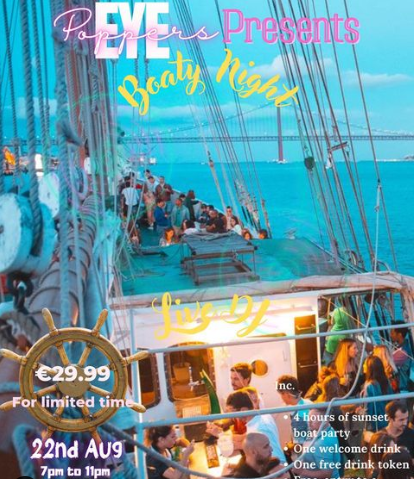 EYE
Poppers Presents
Boaty Night
Live DJ
€29.99
For limited time
22nd Aug
7pm to 11pm
Inc.
• 4 hours of sunset
boat party
• One welcome drink
• One free drink token